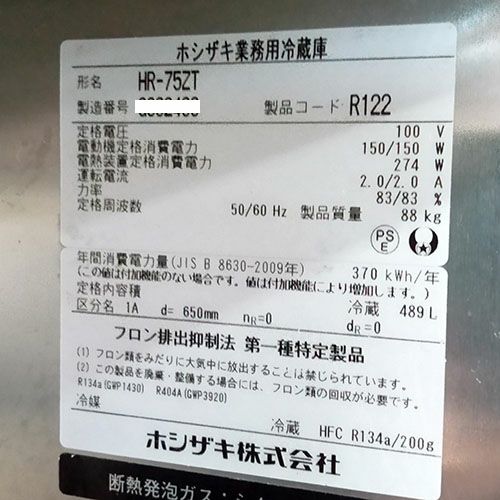 ホシザキ業務用冷蔵庫
形名 HR-75ZT
製造番号
製品コード R122
定格電圧 100 V
電動機定格消費電力 150/150 W
電熱装置定格消費電力 274 W
運転電流 2.0/2.0 A
力率 83/83 %
定格周波数 50/60 Hz 製品質量 88 kg
PS
E
年間消費電力量(JIS B 8630-2009年) 370 kWh/年
(この値は付加機能のない場合です。値は付加機能により増加します。)
定格内容積 冷蔵 489 L
区分名 1A d= 650mm nR=0 dR=0
フロン排出抑制法 第一種特定製品
(1) フロン類をみだりに大気中に放出することは禁じられています。
(2) この製品を廃棄・整備する場合には、フロン類の回収が必要です。
R134a(GWP1430) R404A(GWP3920)
冷媒 冷蔵 HFC R134a/200g
ホシザキ株式会社
断熱発泡ガス・シ